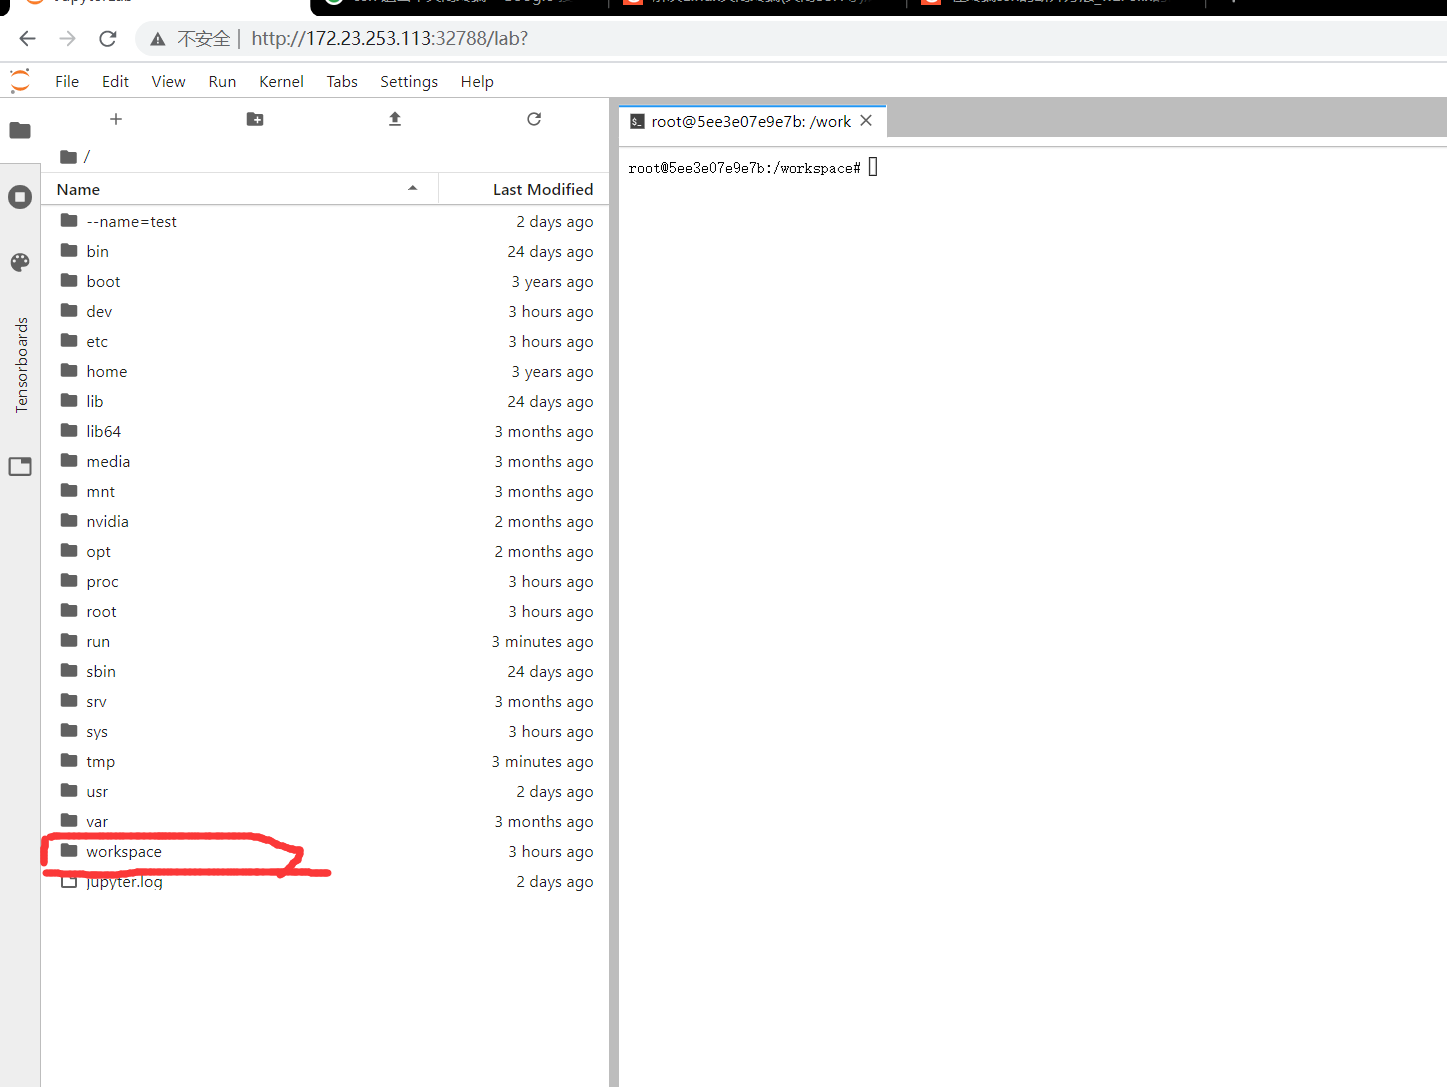 不安全 | http://172.23.253.113:32788/lab?
File Edit View Run Kernel Tabs Settings Help
/
Name Last Modified
--name=test 2 days ago
bin 24 days ago
boot 3 years ago
dev 3 hours ago
etc 3 hours ago
home 3 years ago
lib 24 days ago
lib64 3 months ago
media 3 months ago
mnt 3 months ago
nvidia 2 months ago
opt 2 months ago
proc 3 hours ago
root 3 hours ago
run 3 minutes ago
sbin 24 days ago
srv 3 months ago
sys 3 hours ago
tmp 3 minutes ago
usr 2 days ago
var 3 months ago
workspace 3 hours ago
jupyter.log 2 days ago
Tensorboards
root@5ee3e07e9e7b: /work
root@5ee3e07e9e7b:/workspace#